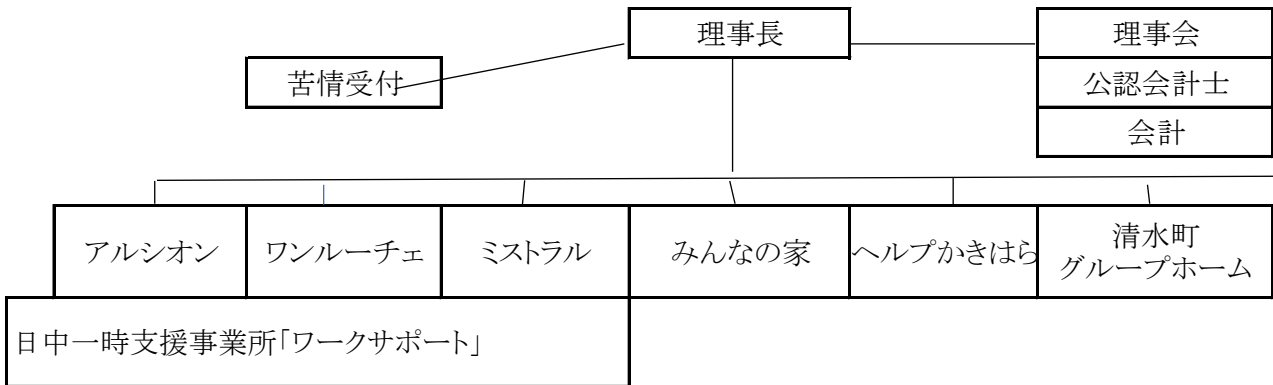 理事長
理事会
苦情受付
公認会計士
会計
アルシオン
ワンルーチェ
ミストラル
みんなの家
ヘルプかきはら
清水町
グループホーム
日中一時支援事業所｢ワークサポート｣